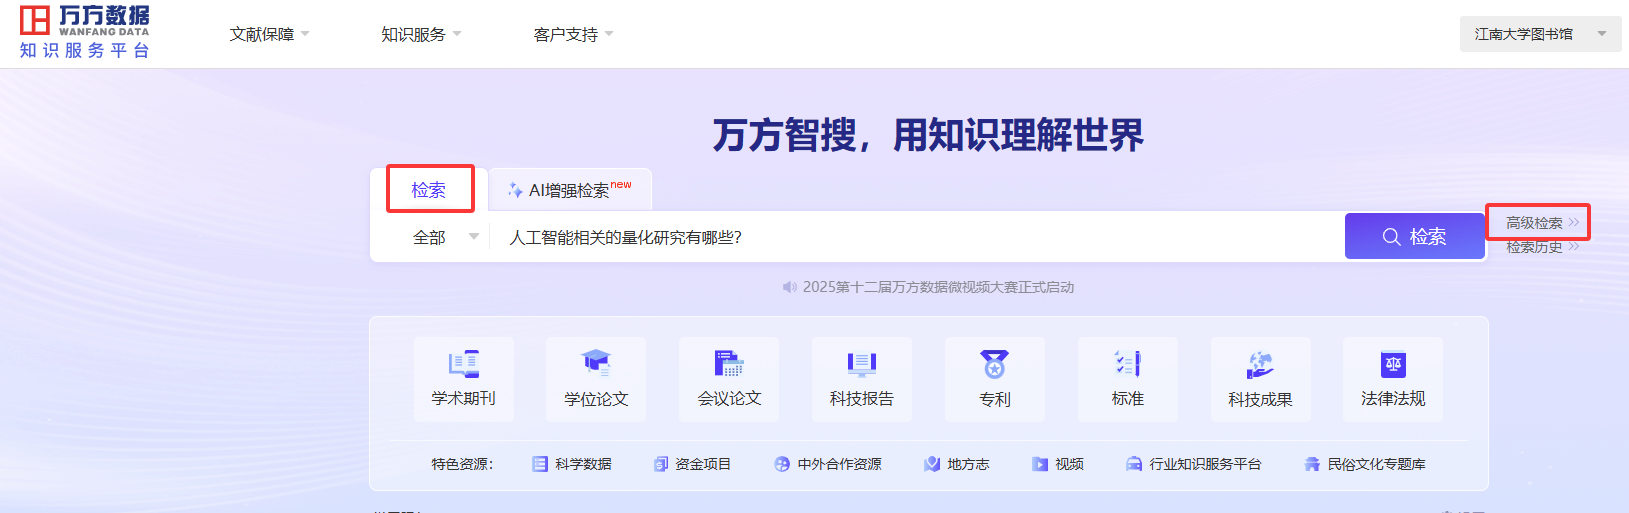 万方数据
WANFANG DATA
知识服务平台
文献保障
知识服务
客户支持
江南大学图书馆
万方智搜，用知识理解世界
检索
AI增强检索new
全部
人工智能相关的量化研究有哪些?
检索
高级检索
检索历史
2025第十二届万方数据微视频大赛正式启动
学术期刊
学位论文
会议论文
科技报告
专利
标准
科技成果
法律法规
特色资源：
科学数据
资金项目
中外合作资源
地方志
视频
行业知识服务平台
民俗文化专题库